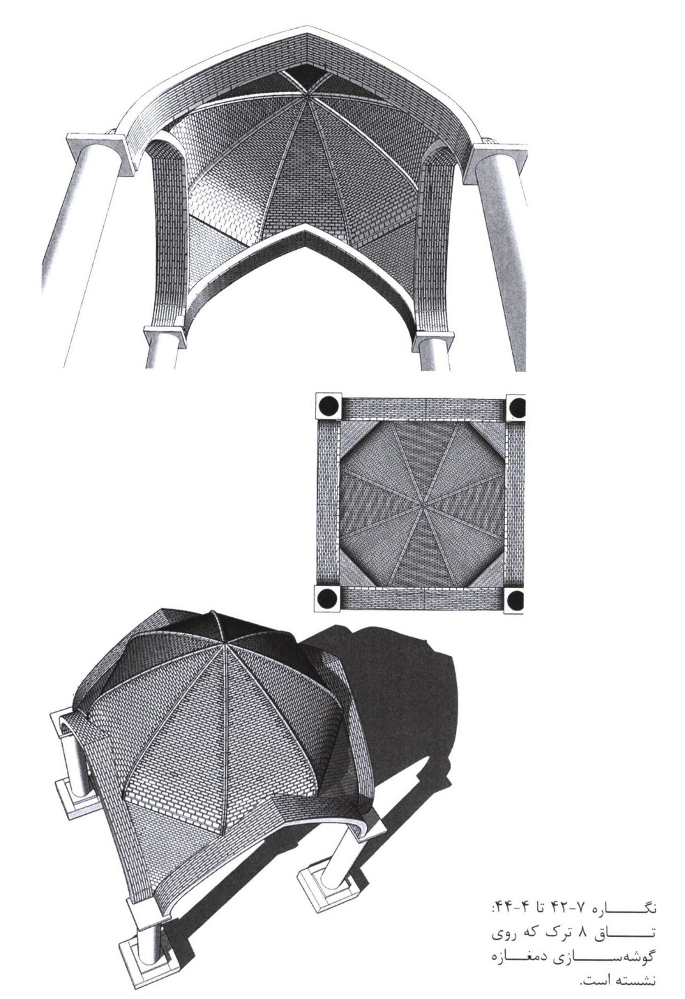 نگاره ۷-۴۲ تا ۴-۴۴:
تاق ۸ ترک که روی
گوشه‌سازی دمغازه
نشسته است.